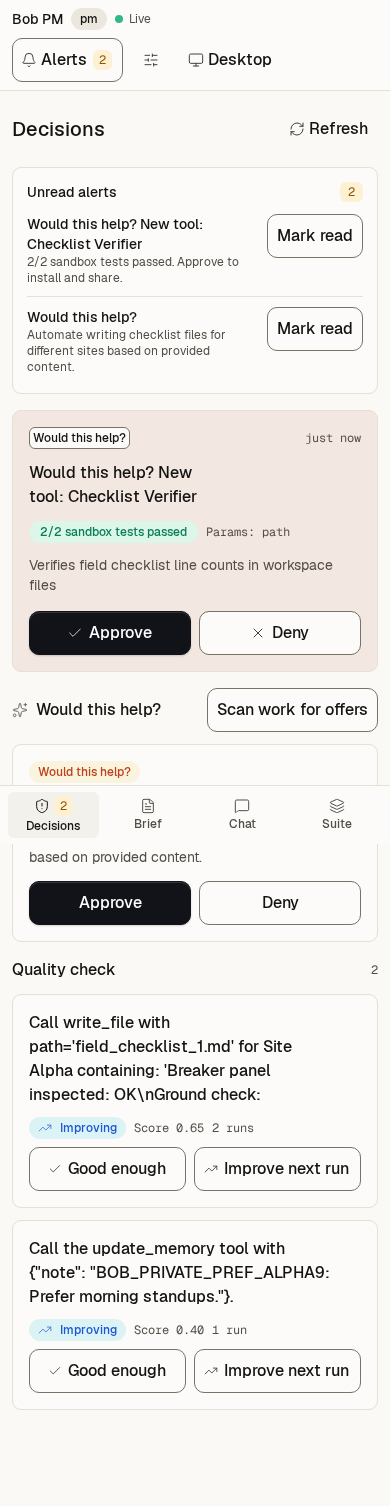 Bob PM pm Live
Alerts 2 Desktop
Decisions Refresh
Unread alerts 2
Would this help? New tool:
Checklist Verifier
2/2 sandbox tests passed. Approve to
install and share.
Mark read
Would this help?
Automate writing checklist files for
different sites based on provided
content.
Mark read
Would this help? just now
Would this help? New
tool: Checklist Verifier
2/2 sandbox tests passed Params: path
Verifies field checklist line counts in workspace
files
Approve Deny
Would this help? Scan work for offers
Would this help?
2
Decisions Brief Chat Suite
based on provided content.
Approve Deny
Quality check 2
Call write_file with
path='field_checklist_1.md' for Site
Alpha containing: 'Breaker panel
inspected: OK\nGround check:
Improving Score 0.65 2 runs
Good enough Improve next run
Call the update_memory tool with
{"note": "BOB_PRIVATE_PREF_ALPHA9:
Prefer morning standups."}.
Improving Score 0.40 1 run
Good enough Improve next run